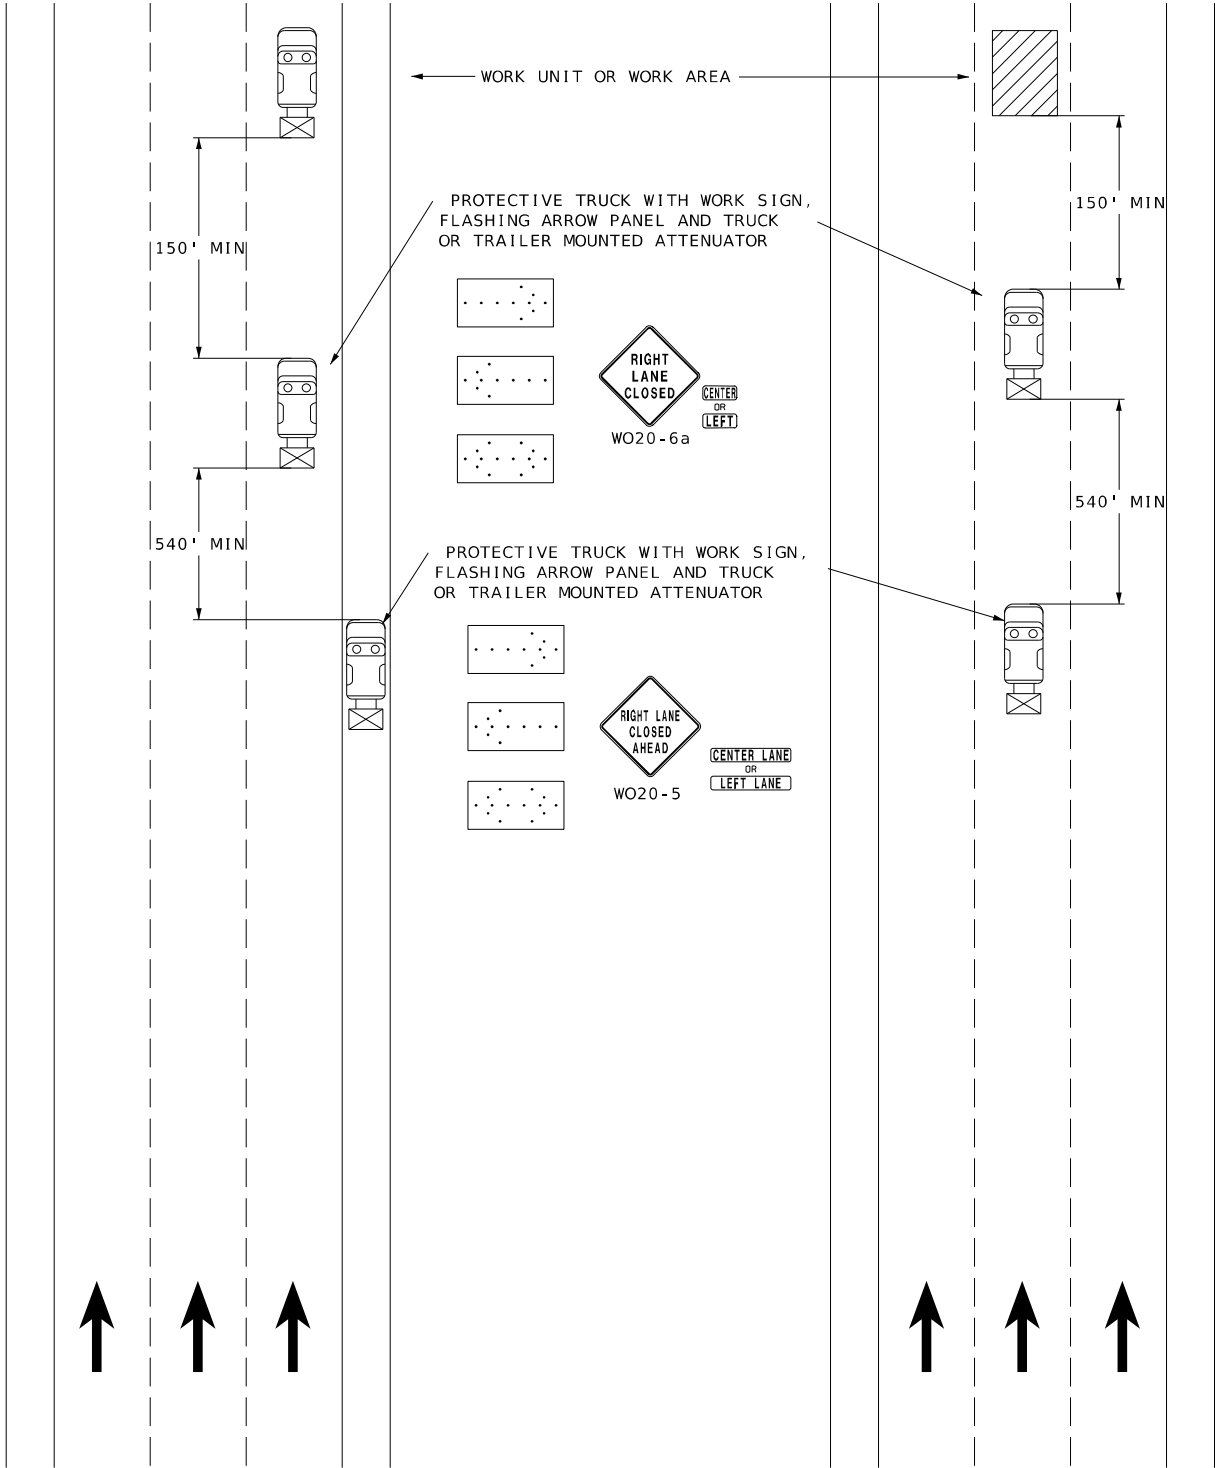 WORK UNIT OR WORK AREA
PROTECTIVE TRUCK WITH WORK SIGN,
FLASHING ARROW PANEL AND TRUCK
OR TRAILER MOUNTED ATTENUATOR
150' MIN
150' MIN
RIGHT
LANE
CLOSED
CENTER
OR
LEFT
WO20-6a
540' MIN
540' MIN
PROTECTIVE TRUCK WITH WORK SIGN,
FLASHING ARROW PANEL AND TRUCK
OR TRAILER MOUNTED ATTENUATOR
RIGHT LANE
CLOSED
AHEAD
CENTER LANE
OR
LEFT LANE
WO20-5